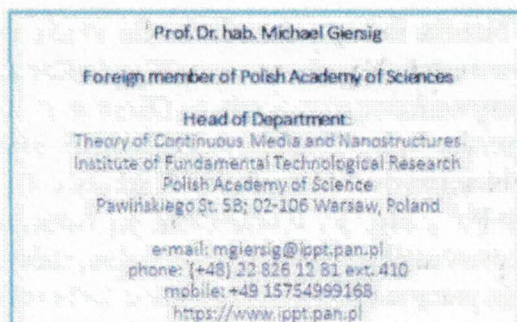 Prof. Dr. hab. Michael Giersig
Foreign member of Polish Academy of Sciences
Head of Department
Theory of Continuous Media and Nanostructures
Institute of Fundamental Technological Research
Polish Academy of Science
Pawińskiego St. 5B; 02-106 Warsaw, Poland
e-mail: mgiersig@ippt.pan.pl
phone: (+48) 22 826 12 81 ext. 410
mobile: +49 15754999168
https://www.ippt.pan.pl